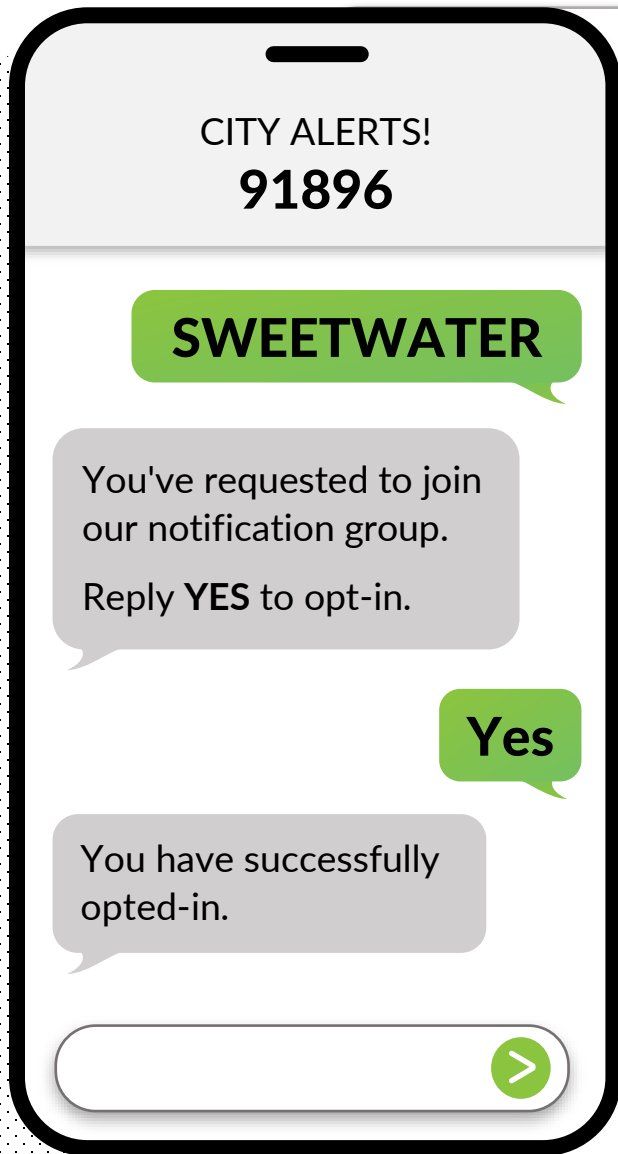 CITY ALERTS!
91896
SWEETWATER
You've requested to join
our notification group.
Reply YES to opt-in.
Yes
You have successfully
opted-in.